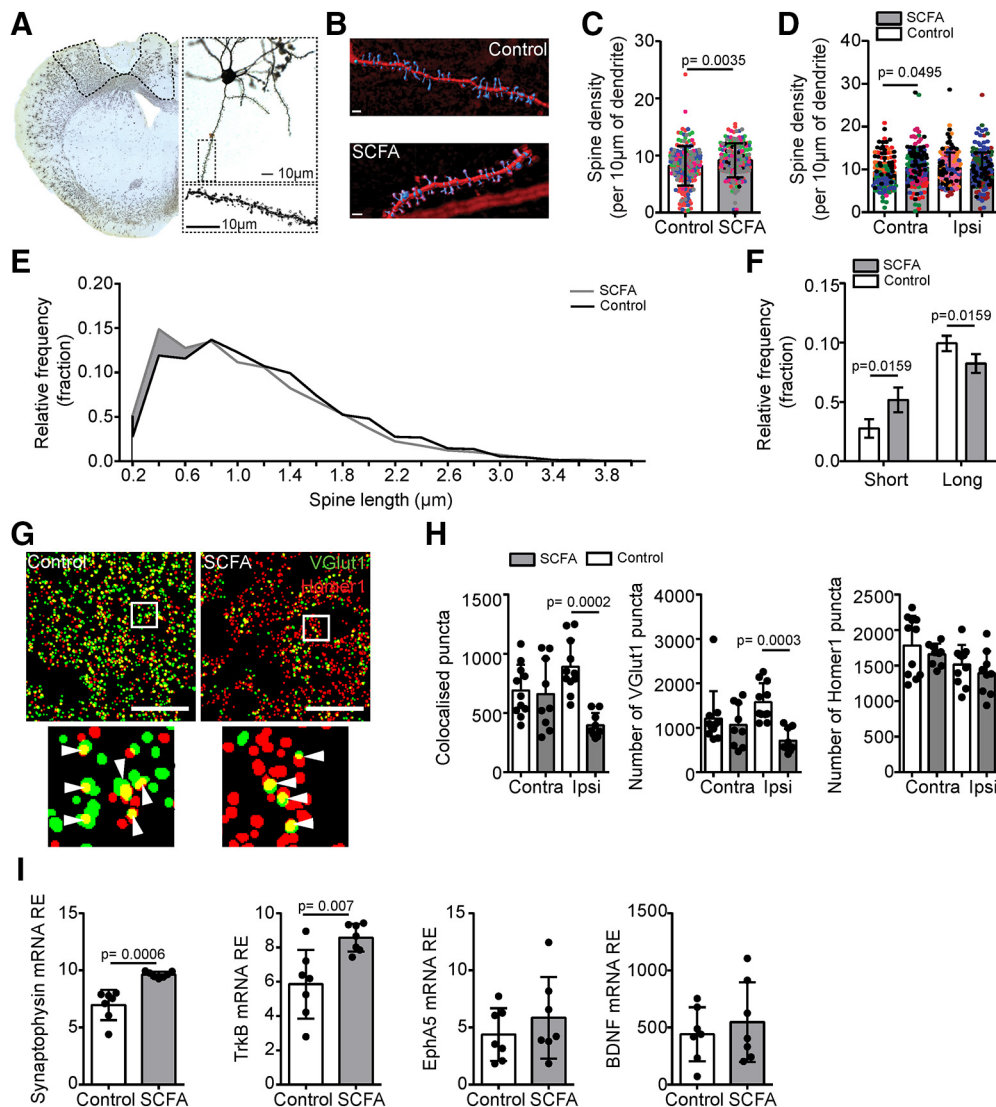 A
10µm
10µm
B
Control
SCFA
C
Spine density
(per 10µm of dendrite)
30
20
10
0
p= 0.0035
Control SCFA
D
SCFA
Control
Spine density
(per 10µm of dendrite)
40
30
20
10
0
p= 0.0495
Contra Ipsi
E
Relative frequency
(fraction)
0.20
0.15
0.10
0.5
0.0
SCFA
Control
0.2 0.6 1.0 1.4 1.8 2.2 2.6 3.0 3.4 3.8
Spine length (µm)
F
SCFA
Control
Relative frequency
(fraction)
0.15
0.10
0.5
0.0
p=0.0159
p=0.0159
Short Long
G
Control
SCFA
VGlut1
Homer1
H
SCFA
Control
Colocalised puncta
1500
1000
500
0
p= 0.0002
Contra Ipsi
Number of VGlut1 puncta
4000
3000
2000
1000
0
p= 0.0003
Contra Ipsi
Number of Homer1 puncta
2500
2000
1500
1000
500
0
Contra Ipsi
I
Synaptophysin mRNA RE
15
10
5
0
p= 0.0006
Control SCFA
TrkB mRNA RE
10
8
6
4
2
0
p= 0.007
Control SCFA
EphA5 mRNA RE
15
10
5
0
Control SCFA
BDNF mRNA RE
1500
1000
500
0
Control SCFA